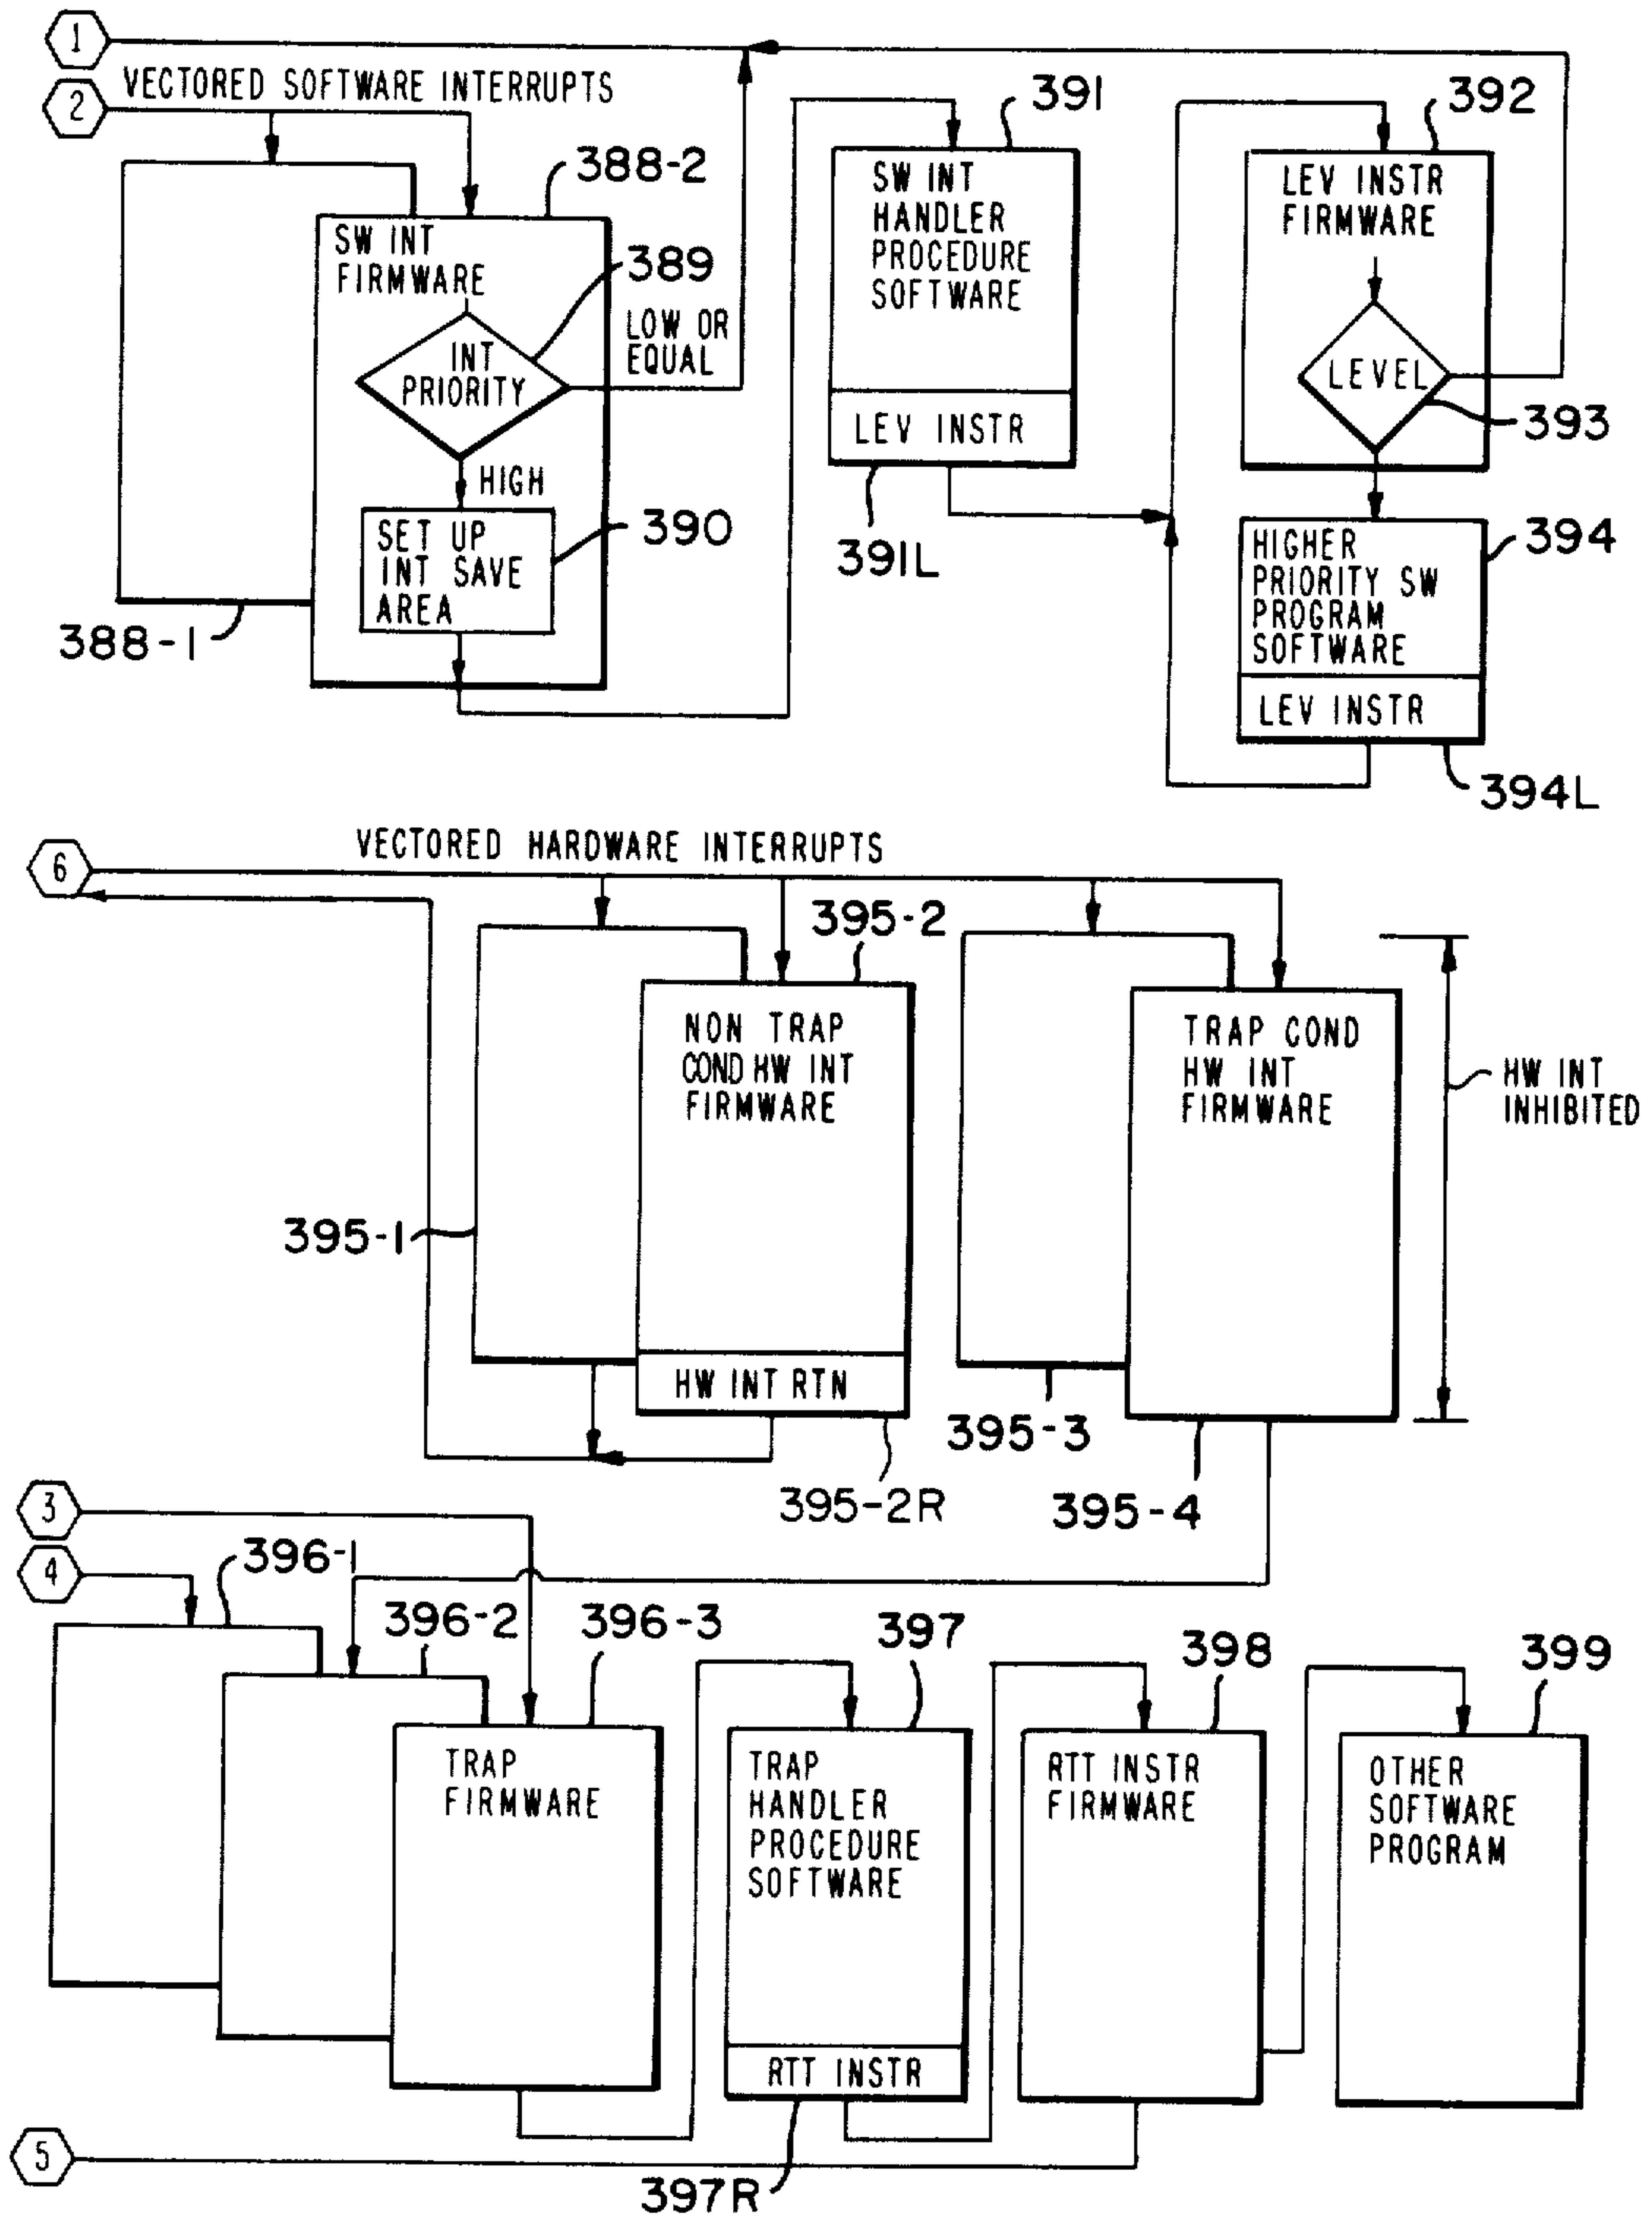 1
2
VECTORED SOFTWARE INTERRUPTS
388-1
388-2
SW INT
FIRMWARE
389
INT
PRIORITY
LOW OR
EQUAL
HIGH
390
SET UP
INT SAVE
AREA
391
SW INT
HANDLER
PROCEDURE
SOFTWARE
LEV INSTR
391L
392
LEV INSTR
FIRMWARE
LEVEL
393
394
HIGHER
PRIORITY SW
PROGRAM
SOFTWARE
LEV INSTR
394L
6
VECTORED HARDWARE INTERRUPTS
395-1
395-2
NON TRAP
COND HW INT
FIRMWARE
HW INT RTN
395-2R
395-3
TRAP COND
HW INT
FIRMWARE
395-4
HW INT
INHIBITED
3
4
396-1
396-2
396-3
TRAP
FIRMWARE
397
TRAP
HANDLER
PROCEDURE
SOFTWARE
RTT INSTR
397R
398
RTT INSTR
FIRMWARE
399
OTHER
SOFTWARE
PROGRAM
5